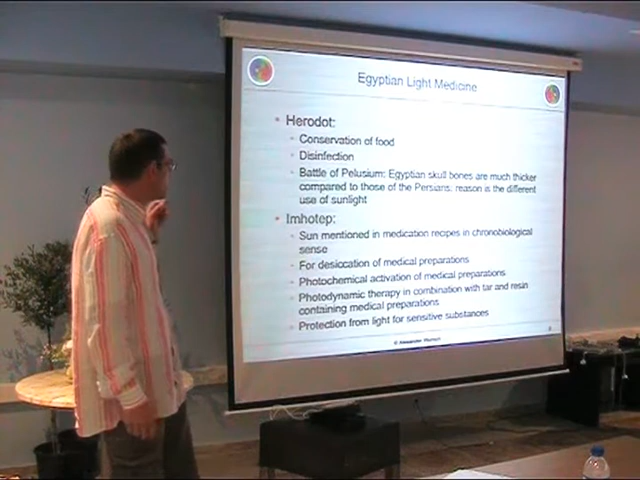 Egyptian Light Medicine
• Herodot:
• Conservation of food
• Disinfection
• Battle of Pelusium: Egyptian skull bones are much thicker
compared to those of the Persians: reason is the different
use of sunlight
• Imhotep:
• Sun mentioned in medication recipes in chronobiological
sense
• For desiccation of medical preparations
• Photochemical activation of medical preparations
• Photodynamic therapy in combination with tar and resin
containing medical preparations
• Protection from light for sensitive substances
© Alexander